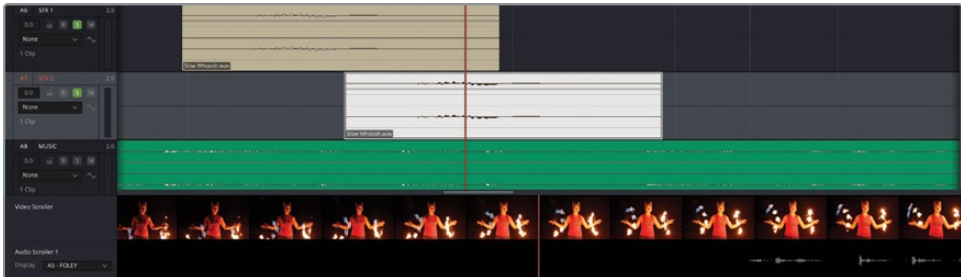 A6 SFX 1 2.0
0.0 R S M
None
1 Clip
Slow Whoosh.wav
A7 SFX 2 2.0
0.0 R S M
None
1 Clip
Slow Whoosh.wav
A8 MUSIC 2.0
0.0 R S M
None
1 Clip
Video Scroller
Audio Scroller 1
Display A5 - FOLEY